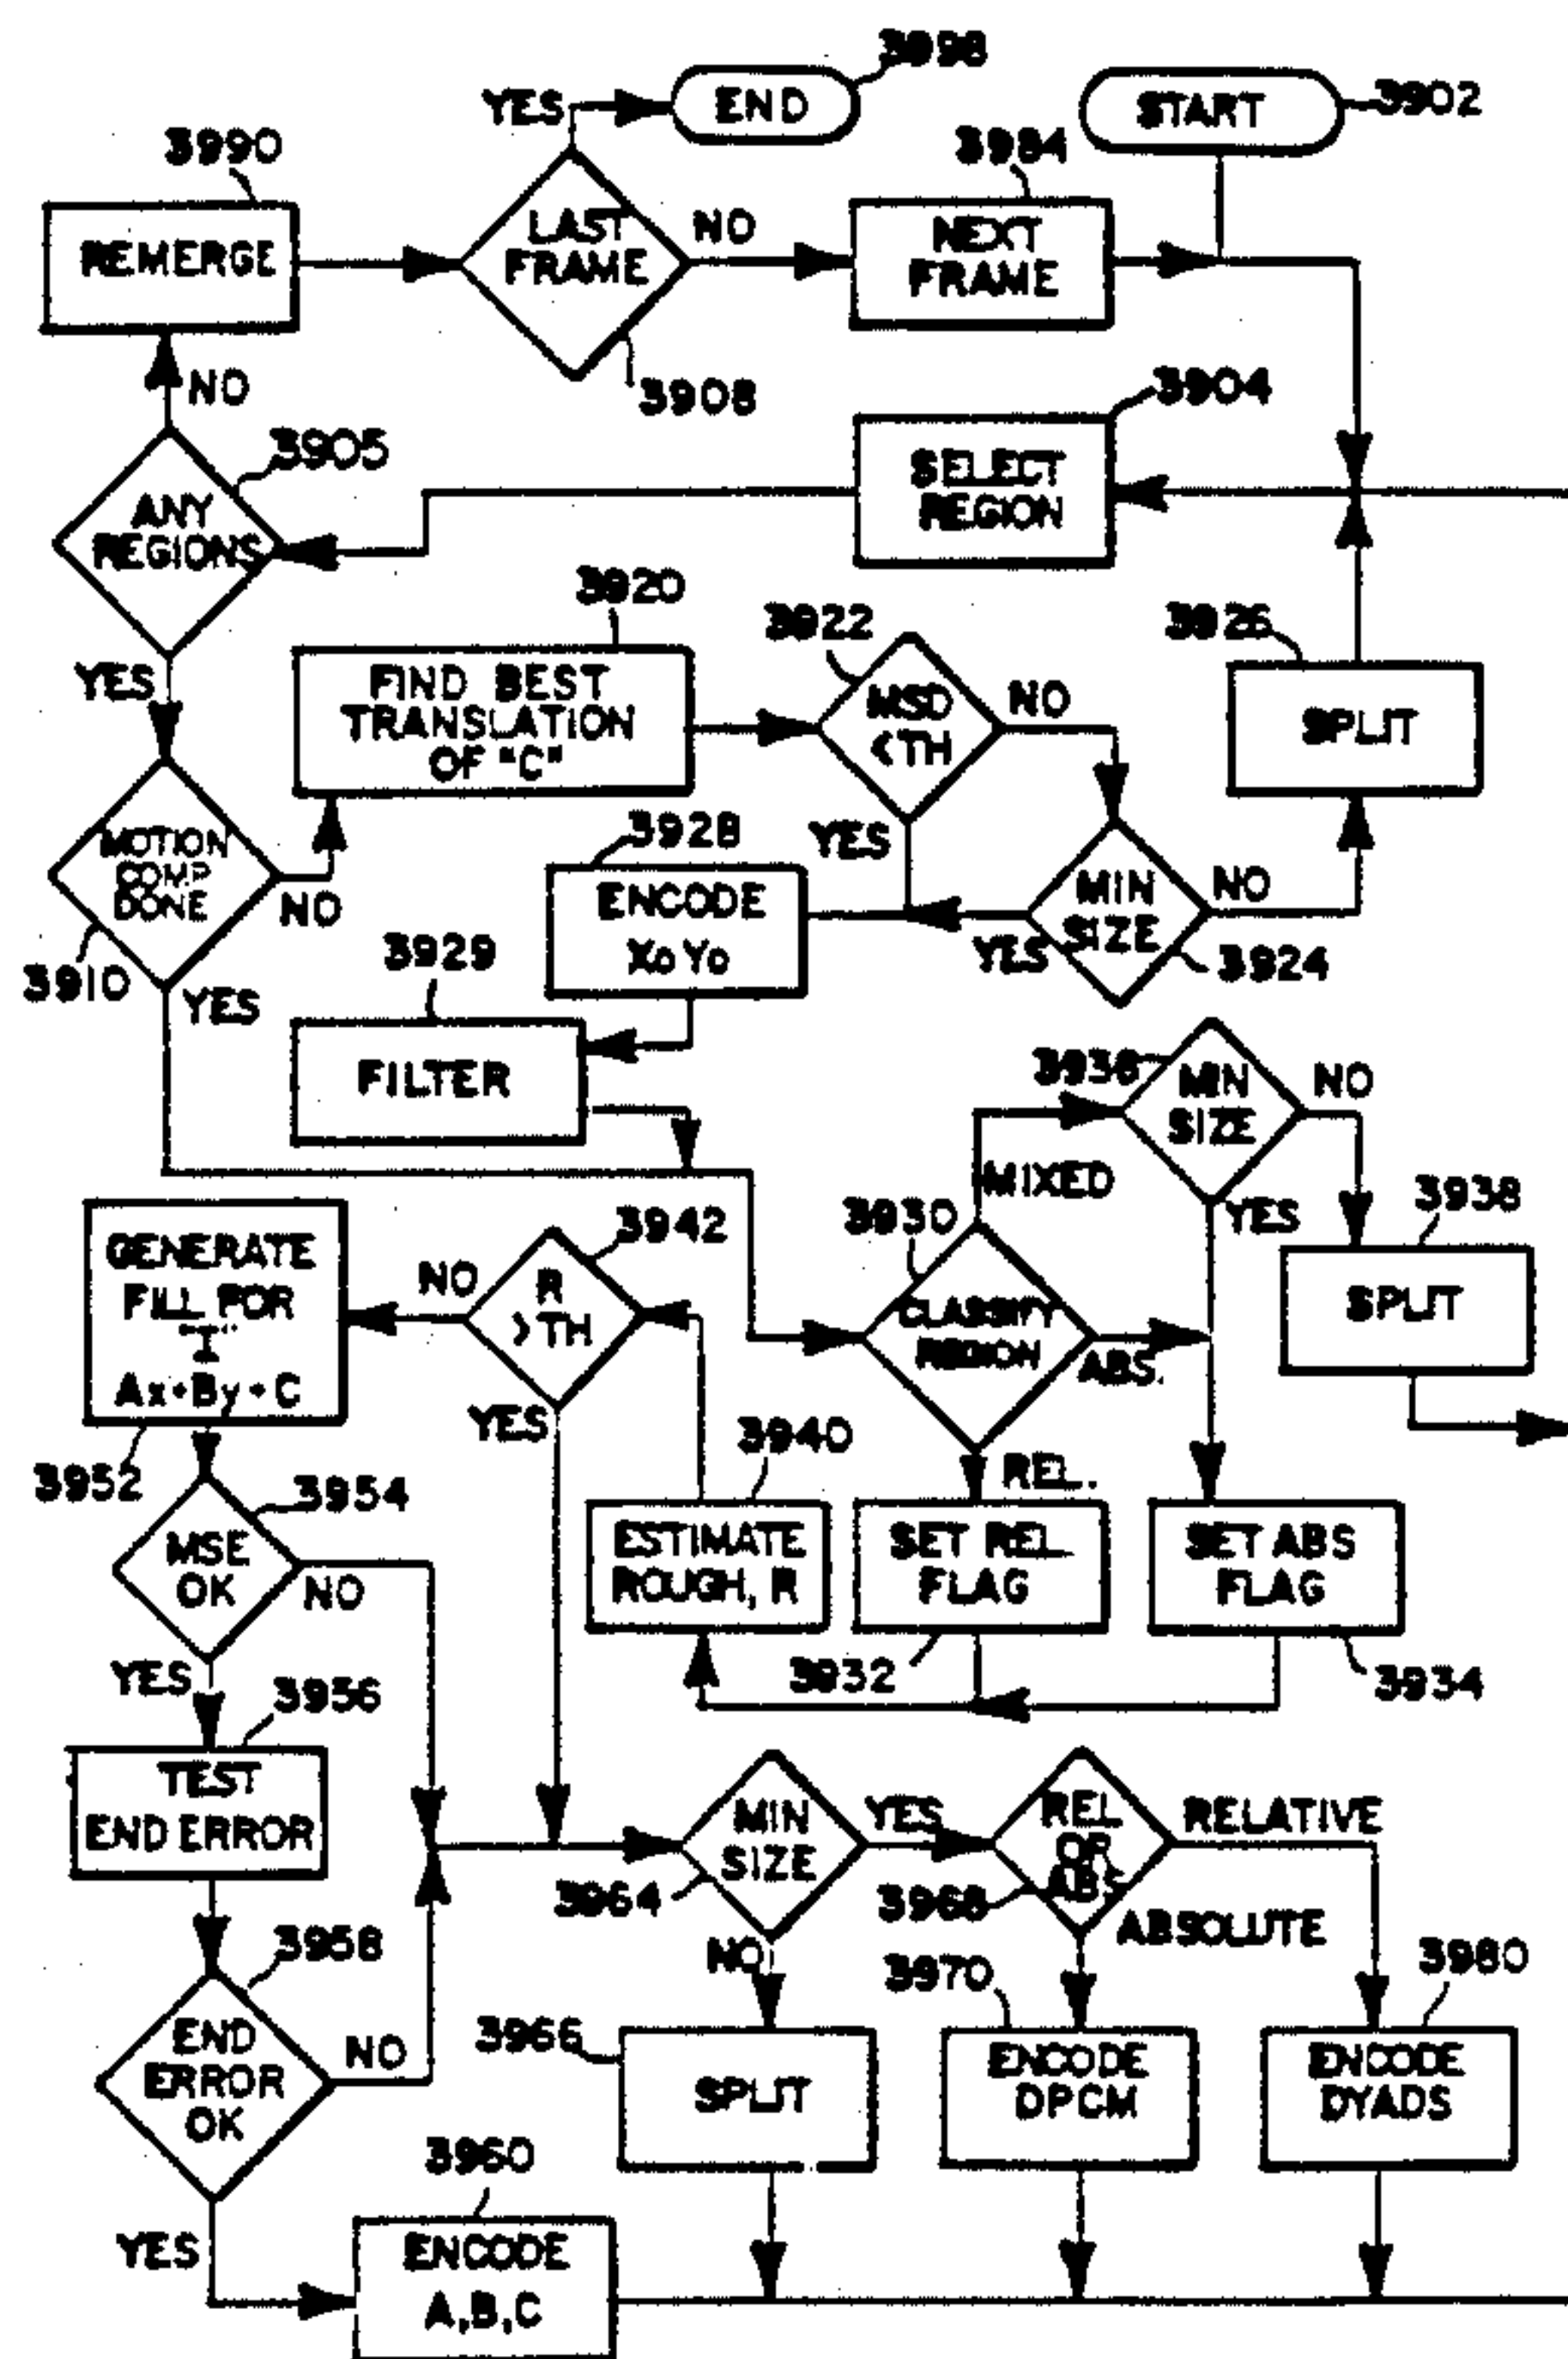 3998
YES
END
START
3902
3990
3984
REMERGE
LAST
FRAME
NO
NEXT
FRAME
3908
NO
3904
3905
SELECT
REGION
ANY
REGIONS
3920
3922
3926
YES
FIND BEST
TRANSLATION
OF "C"
MSD
<TH
NO
SPLIT
MOTION
COMP
DONE
NO
3928
YES
ENCODE
Xo Yo
MIN
SIZE
NO
YES
3924
3910
YES
3929
FILTER
3936
MIN
SIZE
NO
MIXED
YES
3938
SPLIT
GENERATE
FILL FOR
"I"
Ax+By+C
NO
3942
R
>TH
YES
3930
CLASSIFY
REGION
ABS.
3952
3954
3940
REL.
MSE
OK
NO
ESTIMATE
ROUGH, R
SET REL
FLAG
SET ABS
FLAG
YES
3956
3932
3934
TEST
END ERROR
MIN
SIZE
YES
REL
OR
ABS
RELATIVE
3964
3968
ABSOLUTE
3958
NO
3970
3980
END
ERROR
OK
NO
3966
SPLIT
ENCODE
DPCM
ENCODE
DYADS
3960
YES
ENCODE
A,B,C